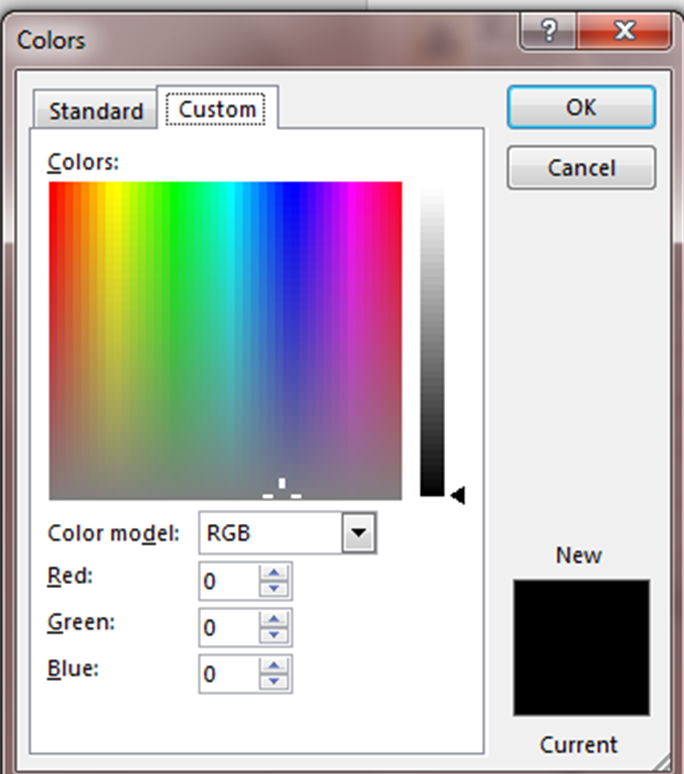 Colors
?
X
Standard
Custom
OK
Colors:
Cancel
Color model:
RGB
Red:
0
Green:
0
Blue:
0
New
Current